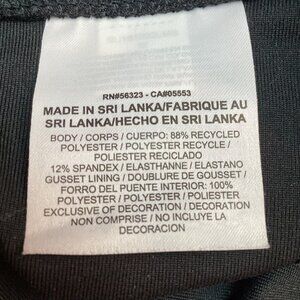 RN#56323 - CA#05553
MADE IN SRI LANKA/FABRIQUE AU
SRI LANKA/HECHO EN SRI LANKA
BODY / CORPS / CUERPO: 88% RECYCLED
POLYESTER / POLYESTER RECYCLE /
POLIESTER RECICLADO
12% SPANDEX / ELASTHANNE / ELASTANO
GUSSET LINING / DOUBLURE DE GOUSSET /
FORRO DEL PUENTE INTERIOR: 100%
POLYESTER / POLYESTER / POLIESTER
EXCLUSIVE OF DECORATION / DECORATION
NON COMPRISE / NO INCLUYE LA
DECORACIÓN